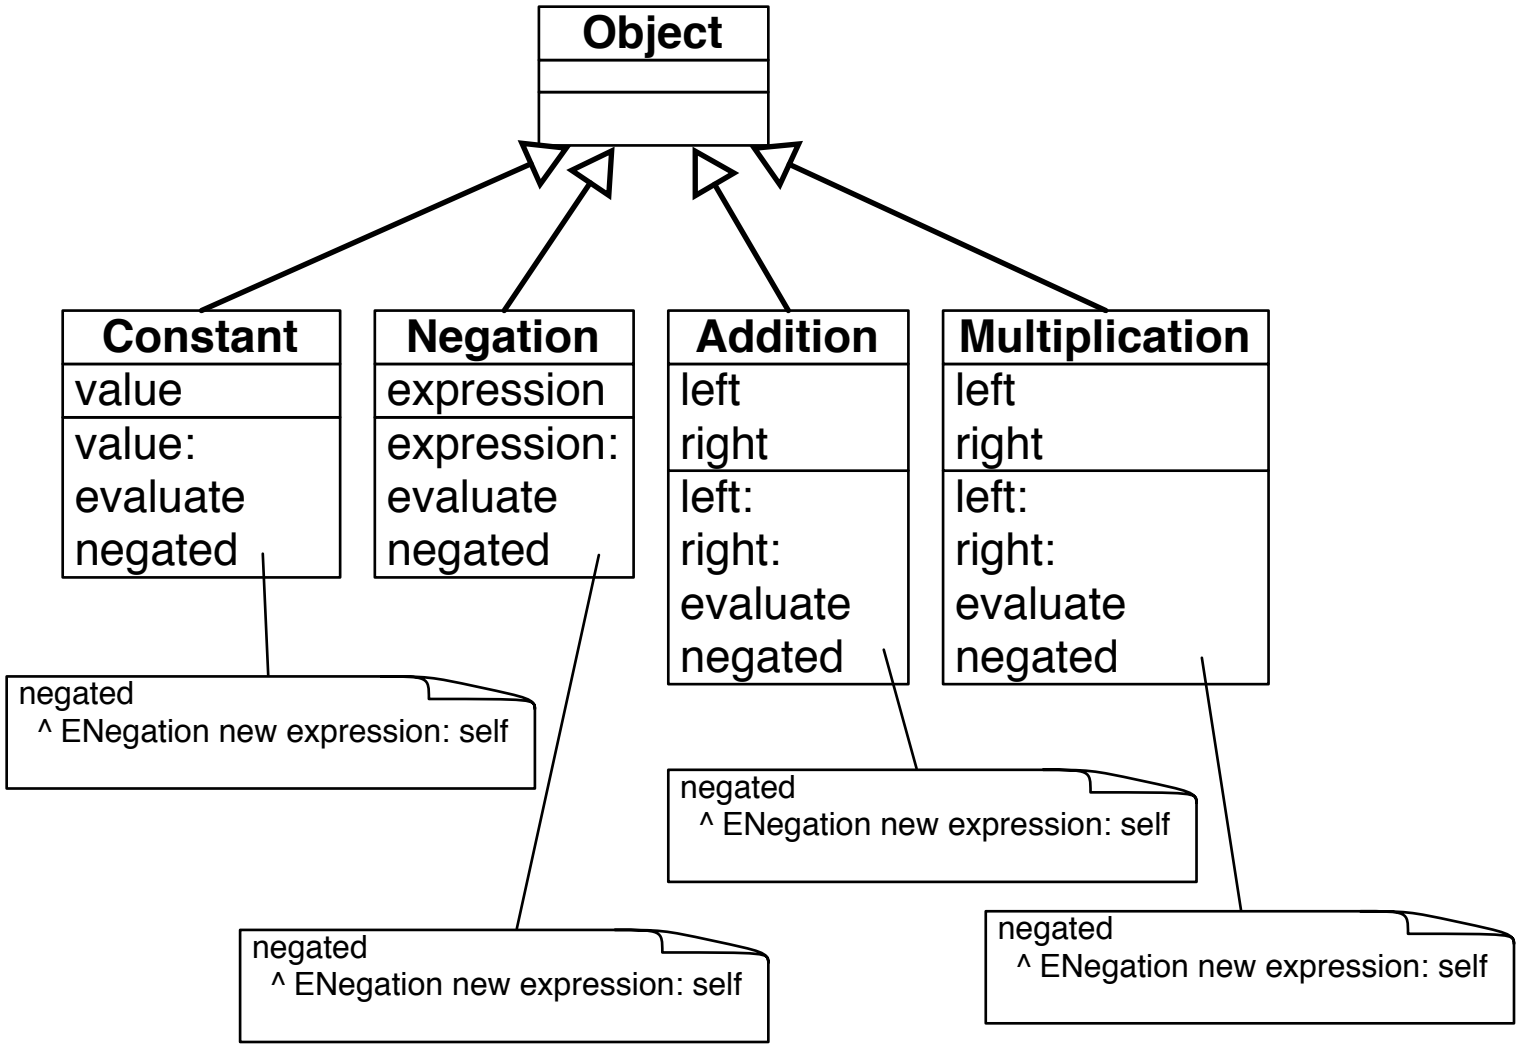 Object
Constant
value
value:
evaluate
negated
Negation
expression
expression:
evaluate
negated
Addition
left
right
left:
right:
evaluate
negated
Multiplication
left
right
left:
right:
evaluate
negated
negated
^ ENegation new expression: self
negated
^ ENegation new expression: self
negated
^ ENegation new expression: self
negated
^ ENegation new expression: self